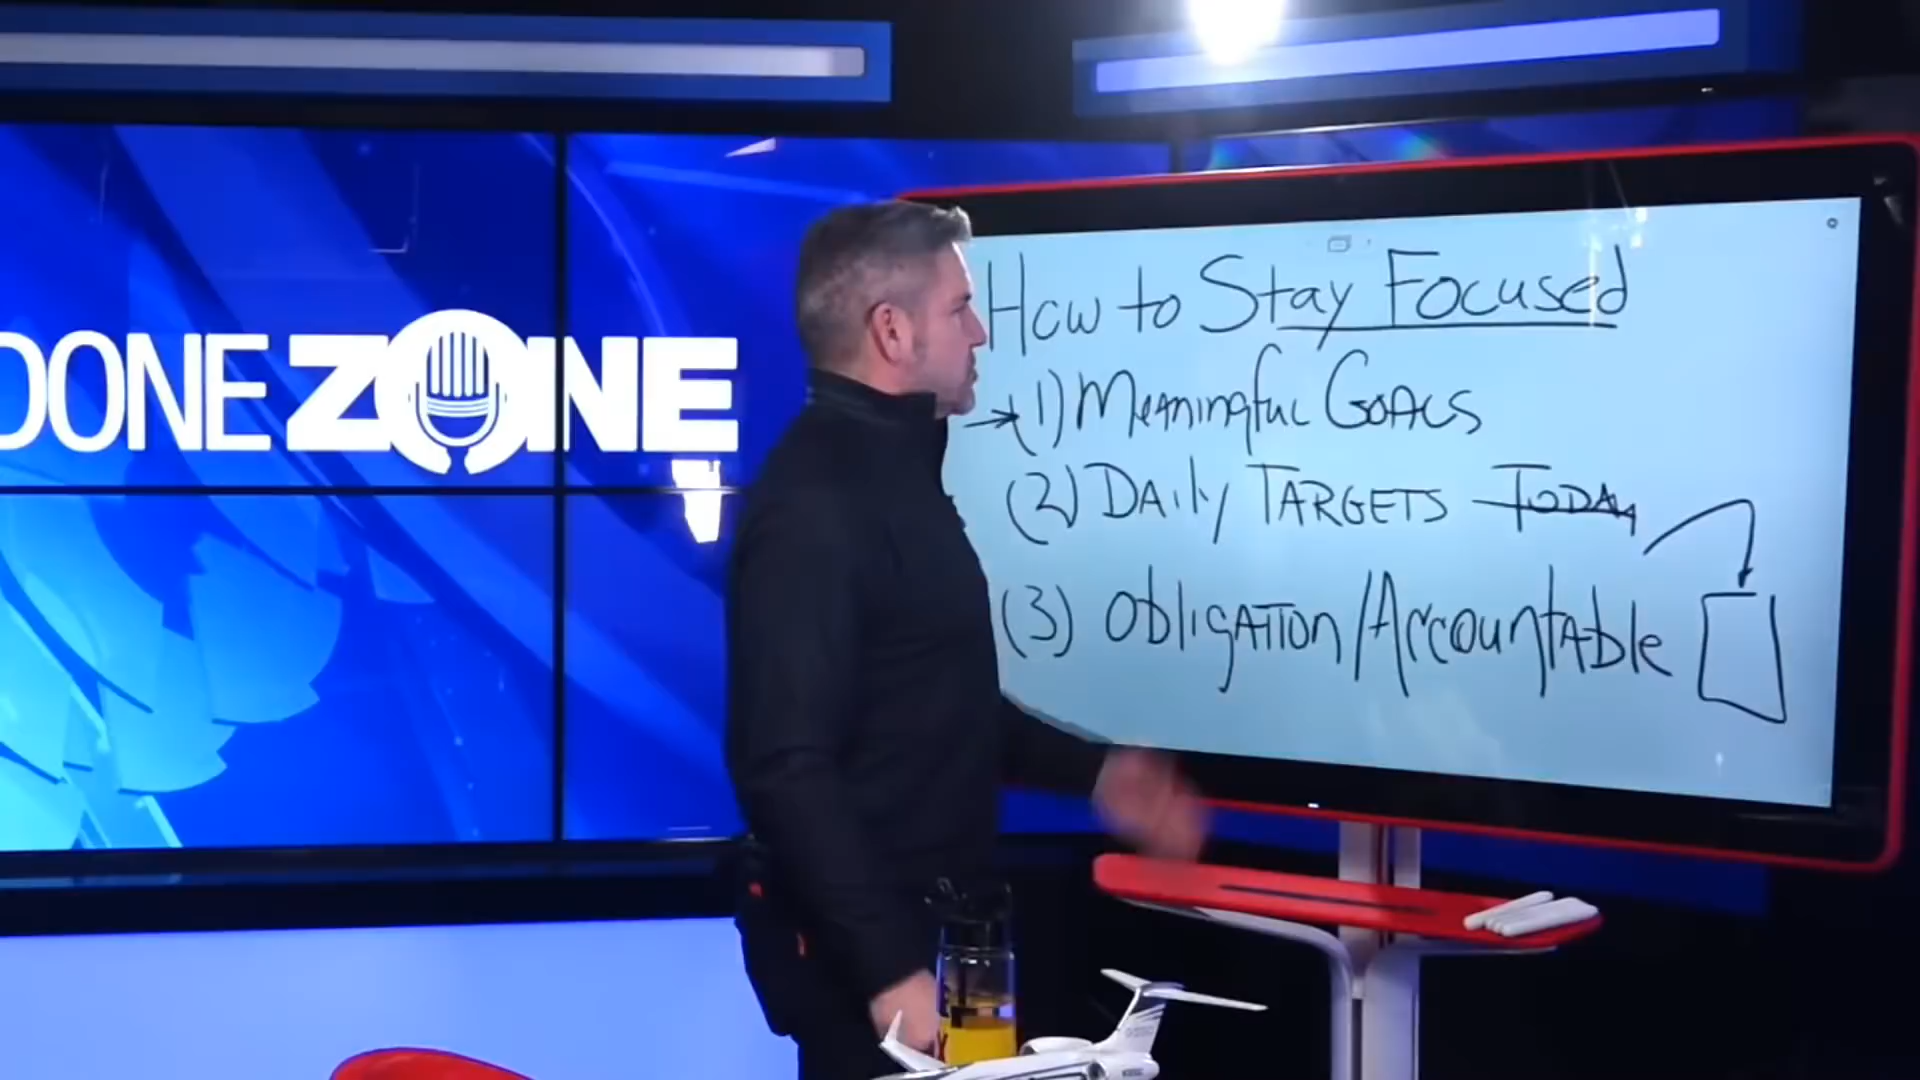 DONE ZONE
How to Stay Focused
→ (1) Meaningful Goals
(2) Daily Targets Today
(3) Obligation/Accountable